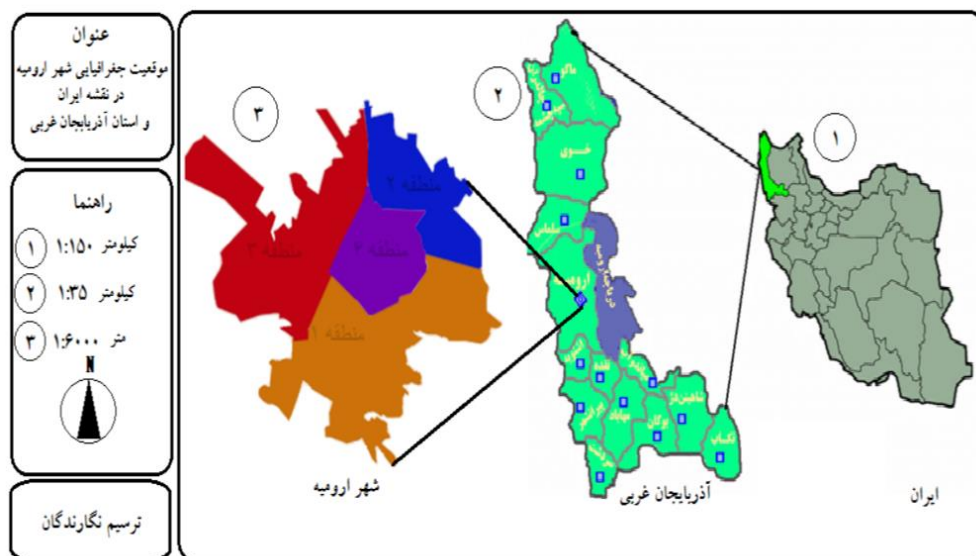 عنوان
موقعیت جغرافیایی شهر ارومیه
در نقشه ایران
و استان آذربایجان غربی
راهنما
۱ ۱:۱۵۰ کیلومتر
۲ ۱:۳۵ کیلومتر
۳ ۱:۶۰۰۰ متر
N
ترسیم نگارندگان
۱
ایران
۲
ماکو
خوی
سلماس
ارومیه
دریاچه ارومیه
نقده
مهاباد
بوکان
شاهین دژ
تکاب
آذربایجان غربی
۳
منطقه ۲
منطقه ۳
منطقه ۴
منطقه ۱
شهر ارومیه